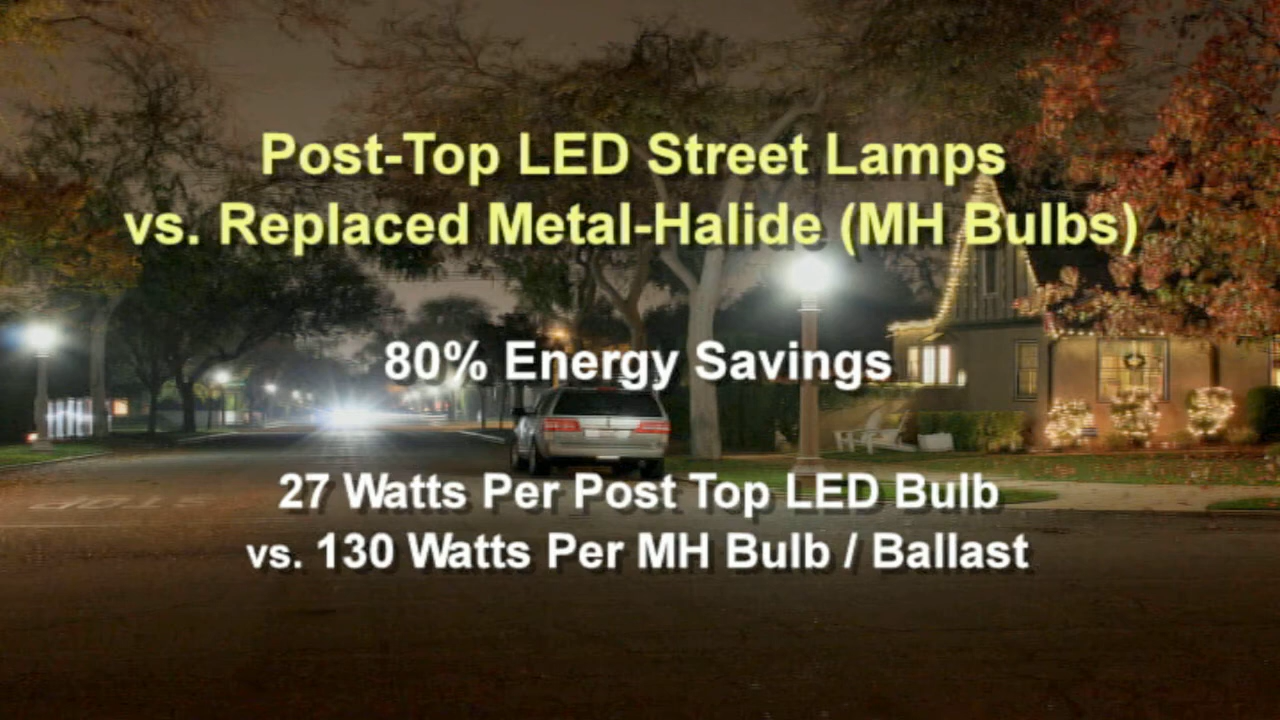 Post-Top LED Street Lamps
vs. Replaced Metal-Halide (MH Bulbs)
80% Energy Savings
27 Watts Per Post Top LED Bulb
vs. 130 Watts Per MH Bulb / Ballast
STOP